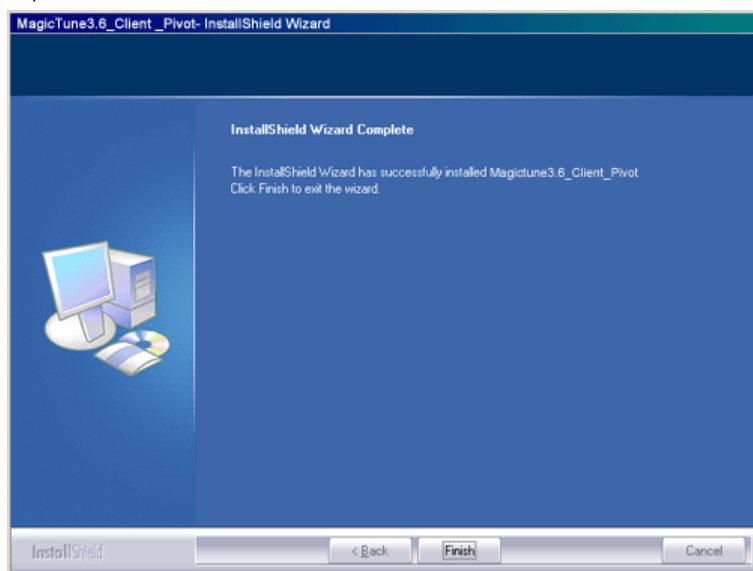 MagicTune3.6_Client _Pivot- InstallShield Wizard
InstallShield Wizard Complete
The InstallShield Wizard has successfully installed Magictune3.6_Client_Pivot
Click Finish to exit the wizard.
InstallShield
< Back
Finish
Cancel